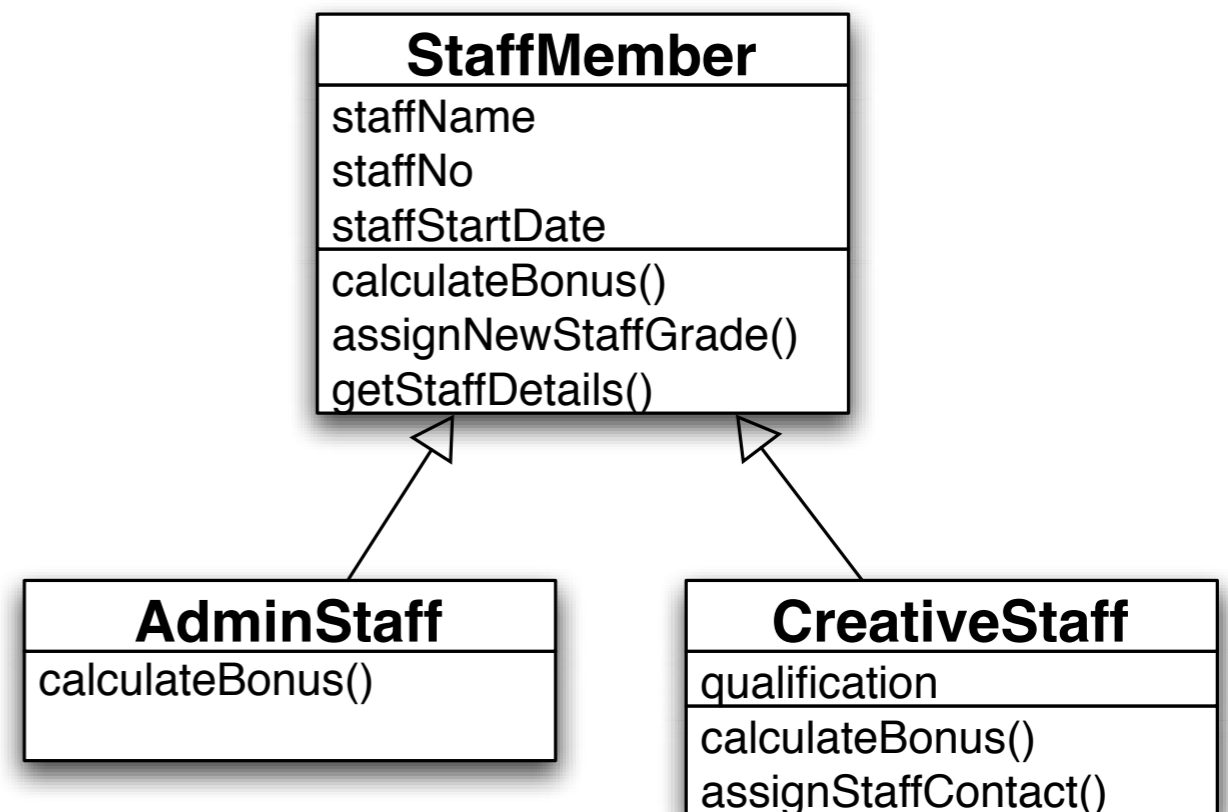 StaffMember
staffName
staffNo
staffStartDate
calculateBonus()
assignNewStaffGrade()
getStaffDetails()
AdminStaff
calculateBonus()
CreativeStaff
qualification
calculateBonus()
assignStaffContact()